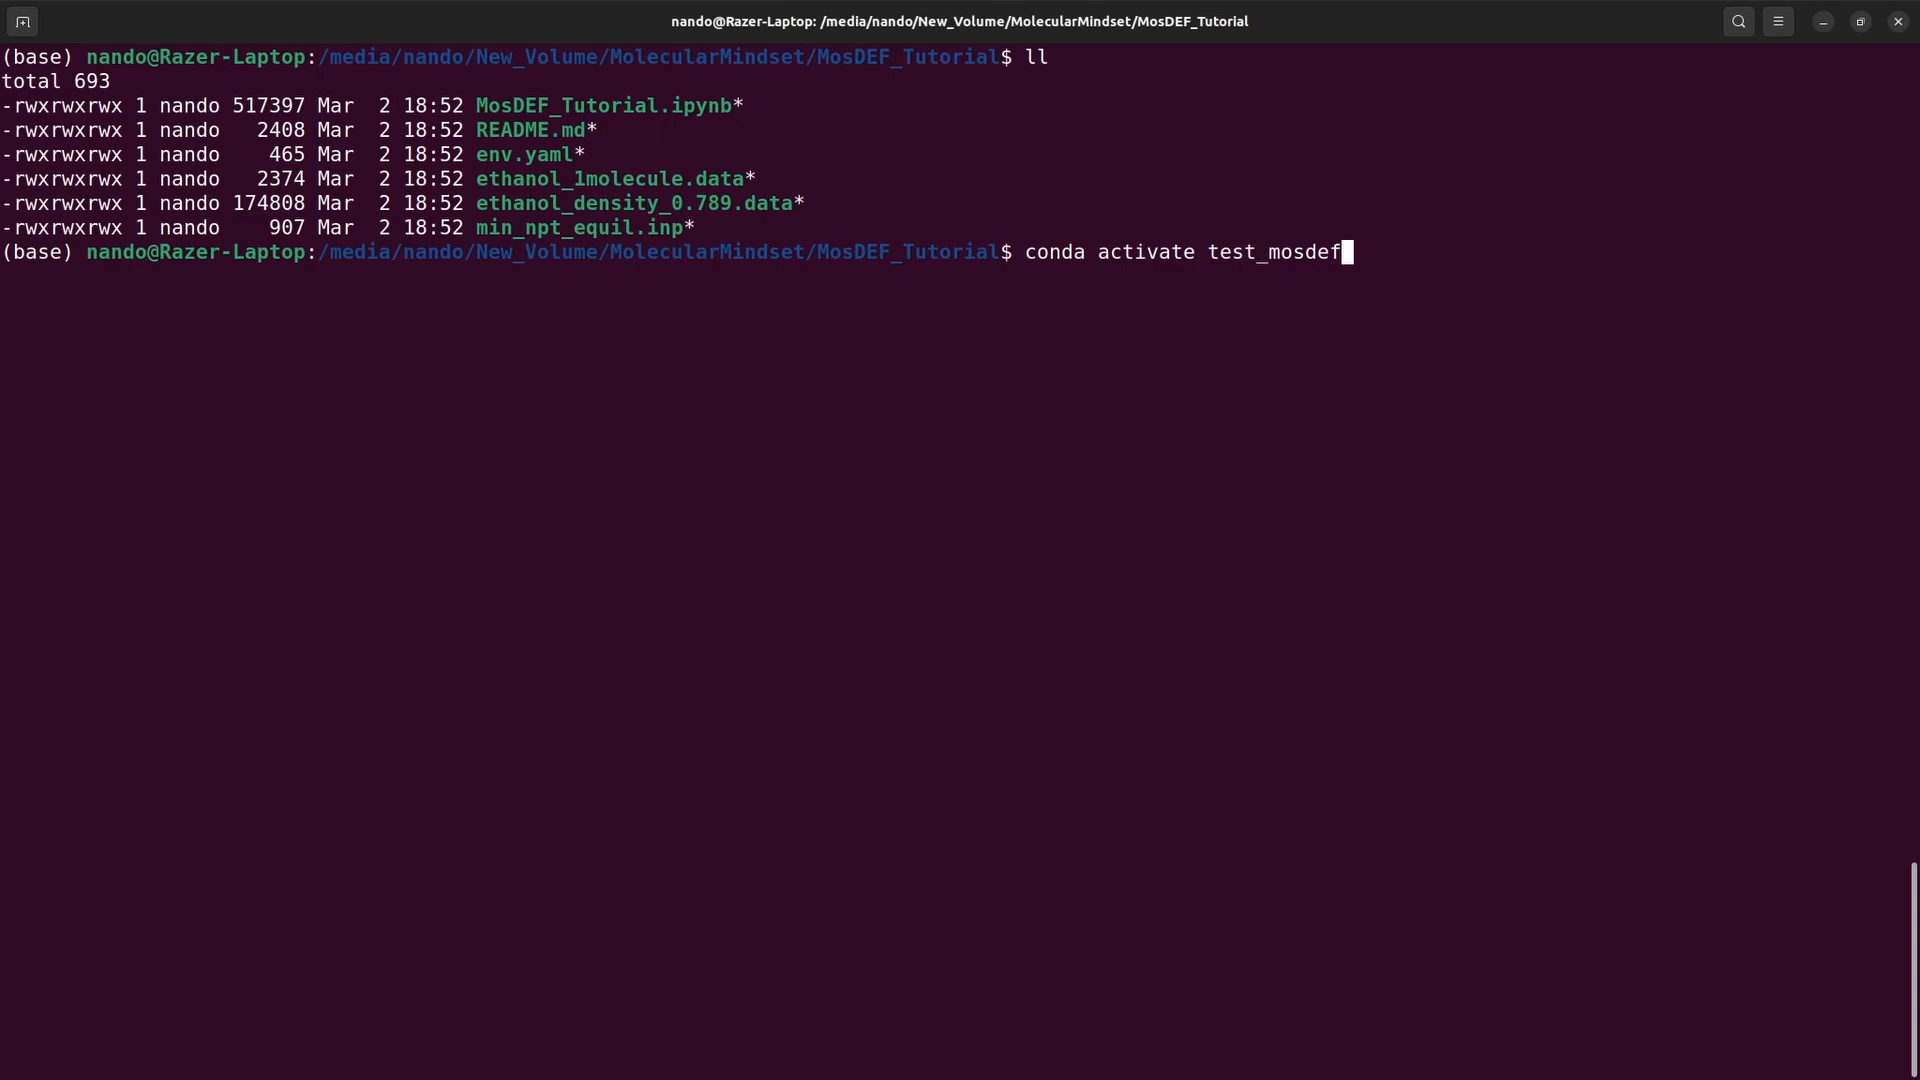 nando@Razer-Laptop: /media/nando/New_Volume/MolecularMindset/MosDEF_Tutorial
(base) nando@Razer-Laptop:/media/nando/New_Volume/MolecularMindset/MosDEF_Tutorial$ ll
total 693
-rwxrwxrwx 1 nando 517397 Mar  2 18:52 MosDEF_Tutorial.ipynb*
-rwxrwxrwx 1 nando   2408 Mar  2 18:52 README.md*
-rwxrwxrwx 1 nando    465 Mar  2 18:52 env.yaml*
-rwxrwxrwx 1 nando   2374 Mar  2 18:52 ethanol_1molecule.data*
-rwxrwxrwx 1 nando 174808 Mar  2 18:52 ethanol_density_0.789.data*
-rwxrwxrwx 1 nando    907 Mar  2 18:52 min_npt_equil.inp*
(base) nando@Razer-Laptop:/media/nando/New_Volume/MolecularMindset/MosDEF_Tutorial$ conda activate test_mosdef